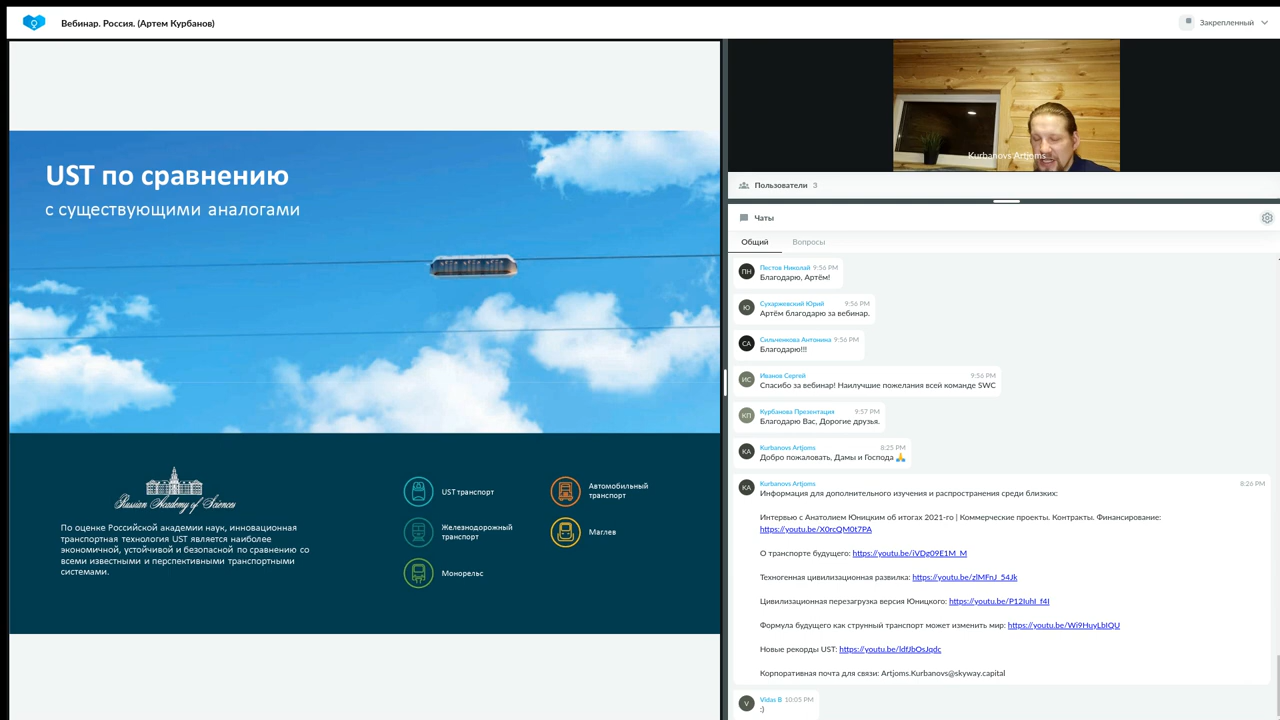 Вебинар. Россия. (Артем Курбанов)
Закрепленный
UST по сравнению
с существующими аналогами
Russian Academy of Sciences
По оценке Российской академии наук, инновационная
транспортная технология UST является наиболее
экономичной, устойчивой и безопасной по сравнению со
всеми известными и перспективными транспортными
системами.
UST транспорт
Железнодорожный
транспорт
Монорельс
Автомобильный
транспорт
Маглев
Kurbanovs Artjoms
Пользователи 3
Чаты
Общий Вопросы
ПН Пестов Николай 9:56 PM
Благодарю, Артём!
Ю Сухаржевский Юрий 9:56 PM
Артём благодарю за вебинар.
СА Сильченкова Антонина 9:56 PM
Благодарю!!!
ИС Иванов Сергей 9:56 PM
Спасибо за вебинар! Наилучшие пожелания всей команде SWC
КП Курбанова Презентация 9:57 PM
Благодарю Вас, Дорогие друзья.
KA Kurbanovs Artjoms 8:25 PM
Добро пожаловать, Дамы и Господа 🙏
KA Kurbanovs Artjoms 8:26 PM
Информация для дополнительного изучения и распространения среди близких:
Интервью с Анатолием Юницким об итогах 2021-го | Коммерческие проекты. Контракты. Финансирование:
https://youtu.be/X0rcQM0t7PA
О транспорте будущего: https://youtu.be/iVDg09E1M_M
Техногенная цивилизационная развилка: https://youtu.be/zlMFnJ_54Jk
Цивилизационная перезагрузка версия Юницкого: https://youtu.be/P12IuhI_f4I
Формула будущего как струнный транспорт может изменить мир: https://youtu.be/Wi9HuyLbIQU
Новые рекорды UST: https://youtu.be/ldfJbOsJqdc
Корпоративная почта для связи: Artjoms.Kurbanovs@skyway.capital
V Vidas B 10:05 PM
:)